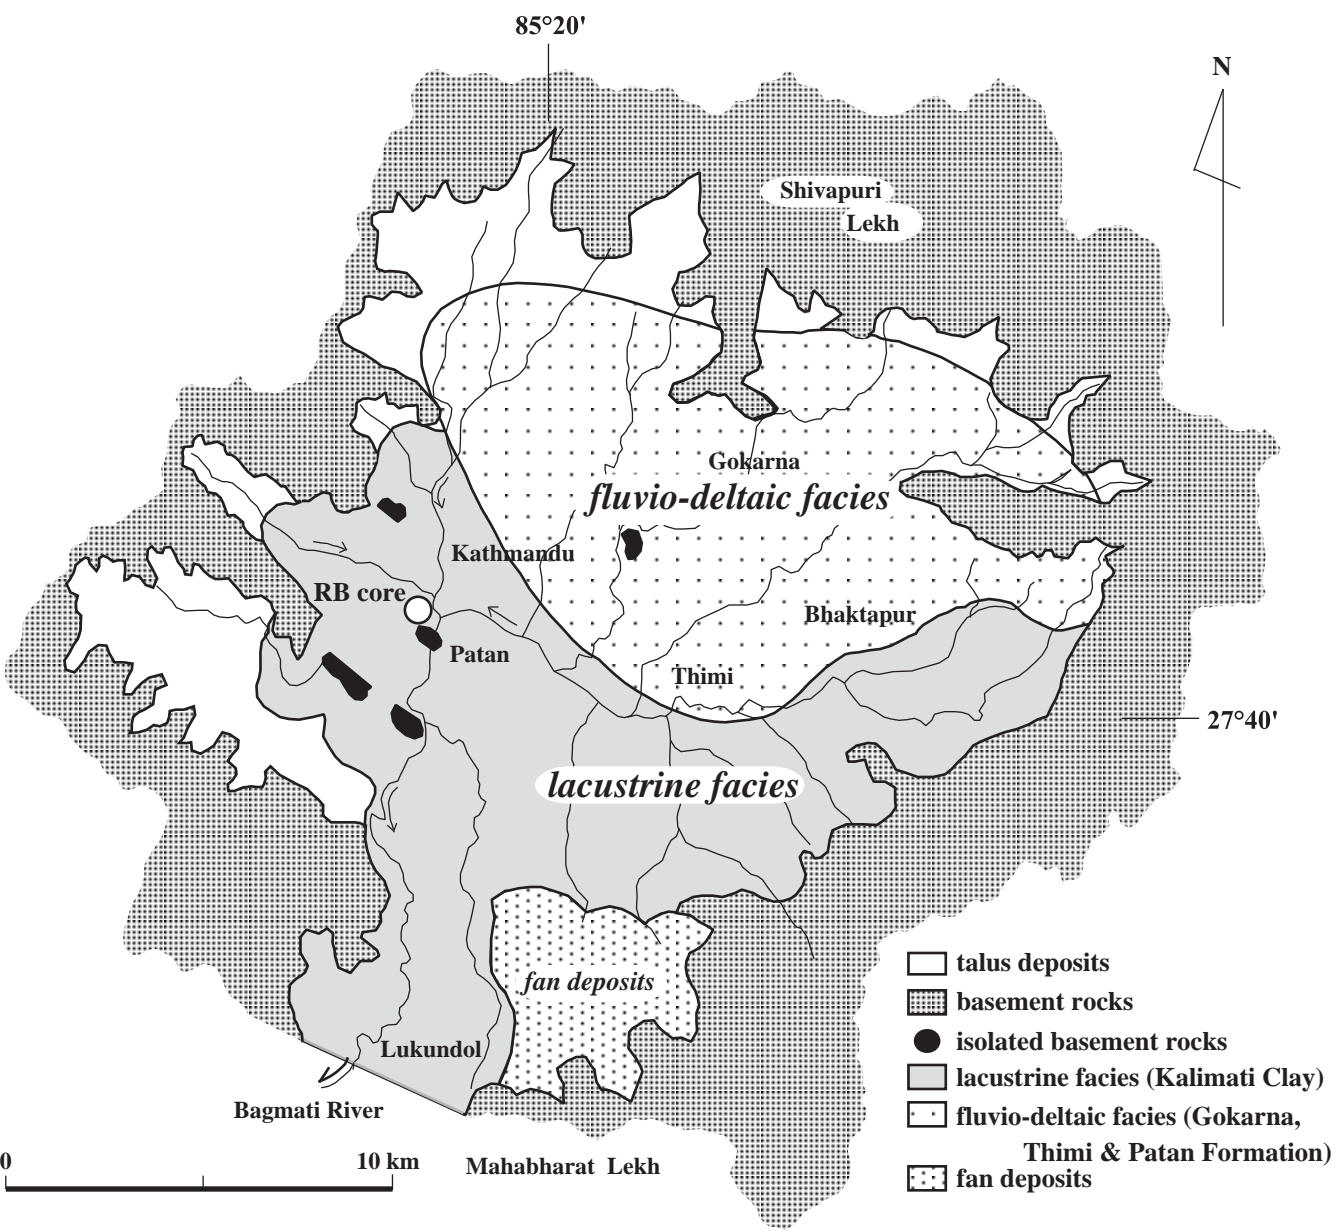 85°20'
N
Shivapuri
Lekh
Gokarna
fluvio-deltaic facies
Kathmandu
RB core
Bhaktapur
Patan
Thimi
27°40'
lacustrine facies
fan deposits
Lukundol
Bagmati River
0 10 km
Mahabharat Lekh
talus deposits
basement rocks
isolated basement rocks
lacustrine facies (Kalimati Clay)
fluvio-deltaic facies (Gokarna,
Thimi & Patan Formation)
fan deposits